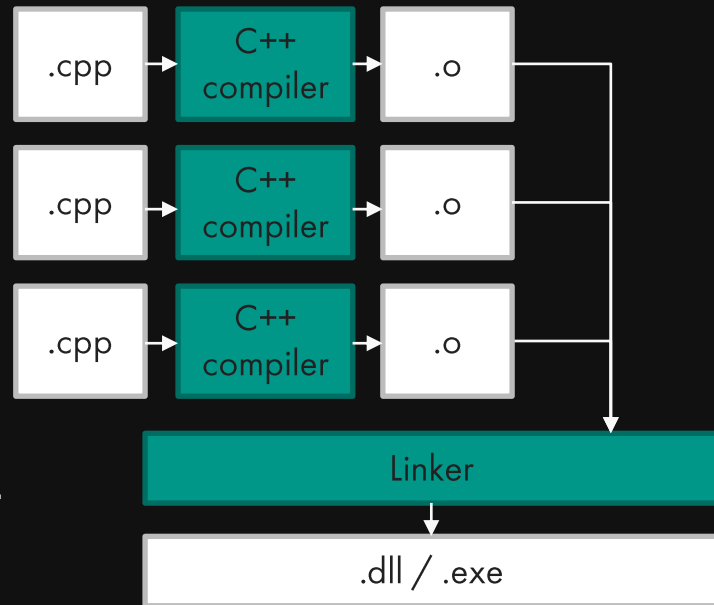 .cpp
C++
compiler
.o
.cpp
C++
compiler
.o
.cpp
C++
compiler
.o
Linker
.dll / .exe